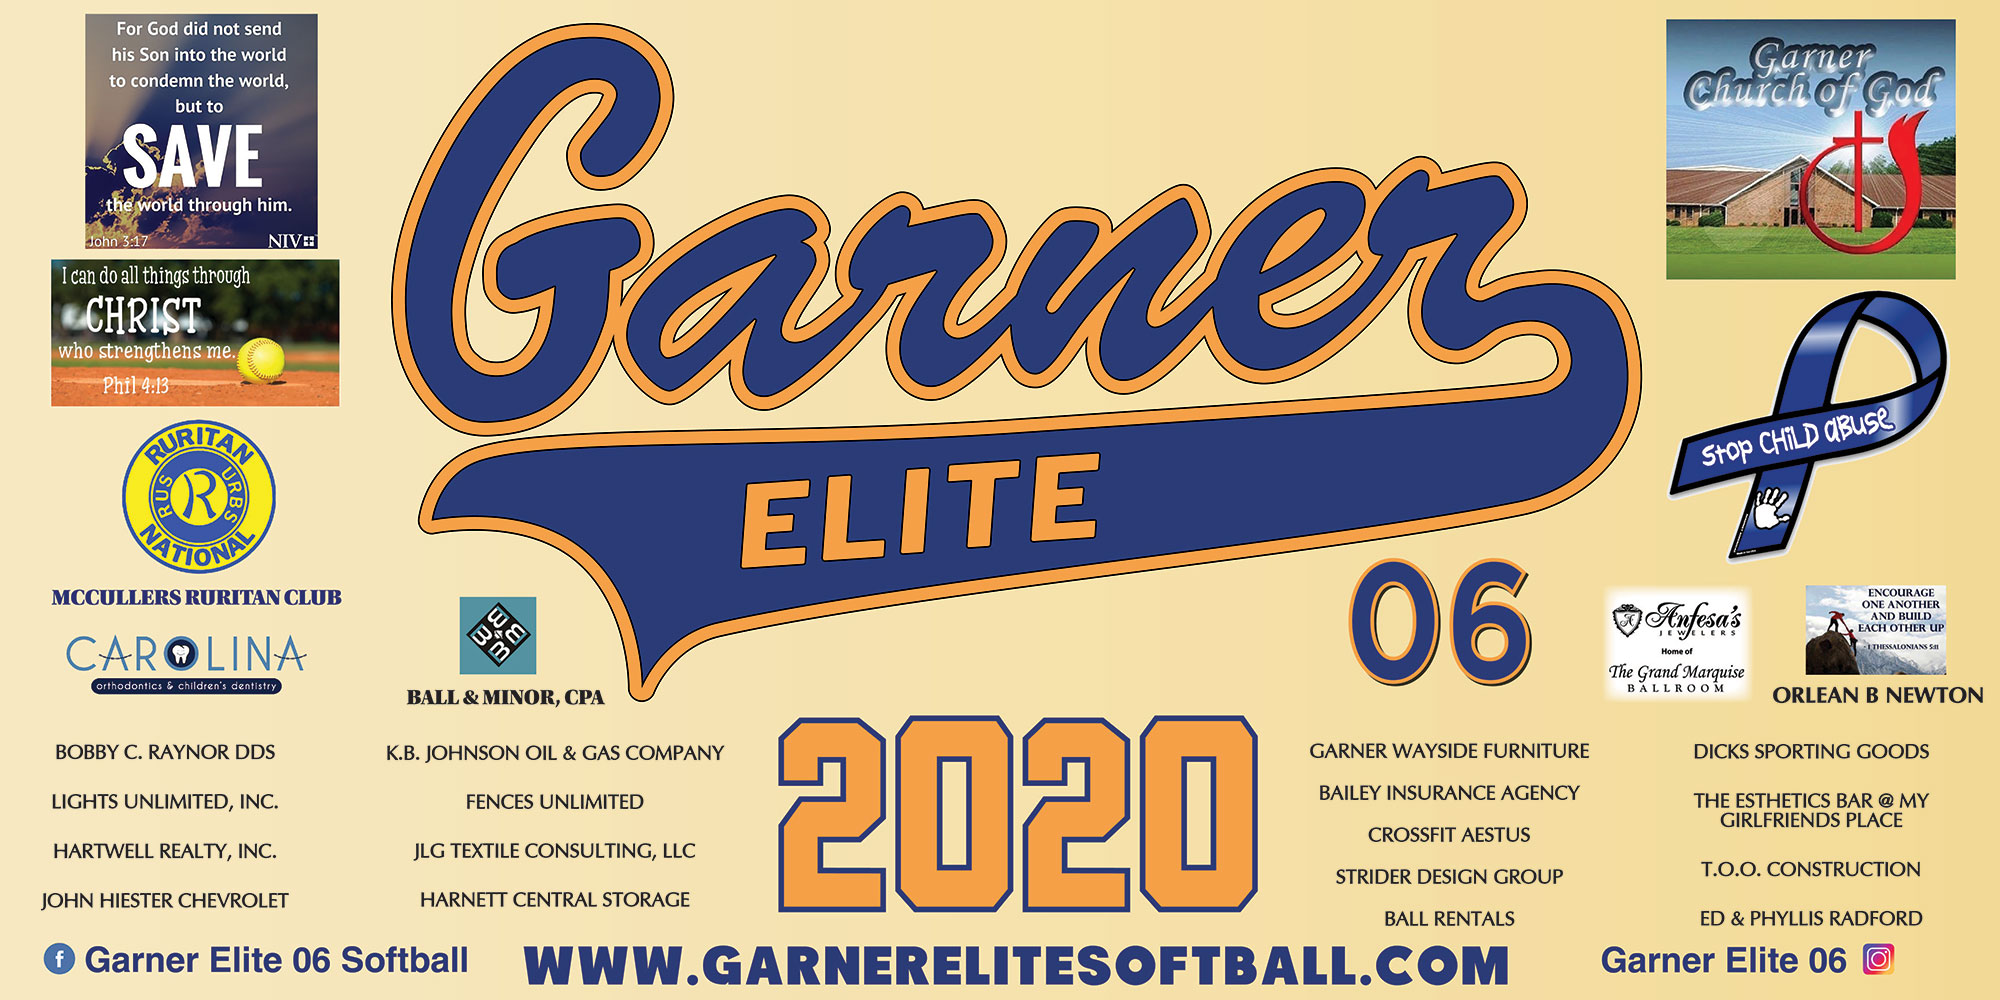 For God did not send
his Son into the world
to condemn the world,
but to
SAVE
the world through him.
John 3:17
NIV
I can do all things through
CHRIST
who strengthens me.
Phil 4:13
RURITAN
RUS
R
URBS
NATIONAL
MCCULLERS RURITAN CLUB
CAROLINA
orthodontics & children's dentistry
BALL & MINOR, CPA
Garner
ELITE
06
2020
Garner
Church of God
STOP CHILD ABUSE
Anfesa's
JEWELERS
Home of
The Grand Marquise
BALLROOM
ENCOURAGE
ONE ANOTHER
AND BUILD
EACH OTHER UP
- 1 THESSALONIANS 5:11
ORLEAN B NEWTON
BOBBY C. RAYNOR DDS
LIGHTS UNLIMITED, INC.
HARTWELL REALTY, INC.
JOHN HIESTER CHEVROLET
K.B. JOHNSON OIL & GAS COMPANY
FENCES UNLIMITED
JLG TEXTILE CONSULTING, LLC
HARNETT CENTRAL STORAGE
GARNER WAYSIDE FURNITURE
BAILEY INSURANCE AGENCY
CROSSFIT AESTUS
STRIDER DESIGN GROUP
BALL RENTALS
DICKS SPORTING GOODS
THE ESTHETICS BAR @ MY
GIRLFRIENDS PLACE
T.O.O. CONSTRUCTION
ED & PHYLLIS RADFORD
Garner Elite 06 Softball
WWW.GARNERELITESOFTBALL.COM
Garner Elite 06